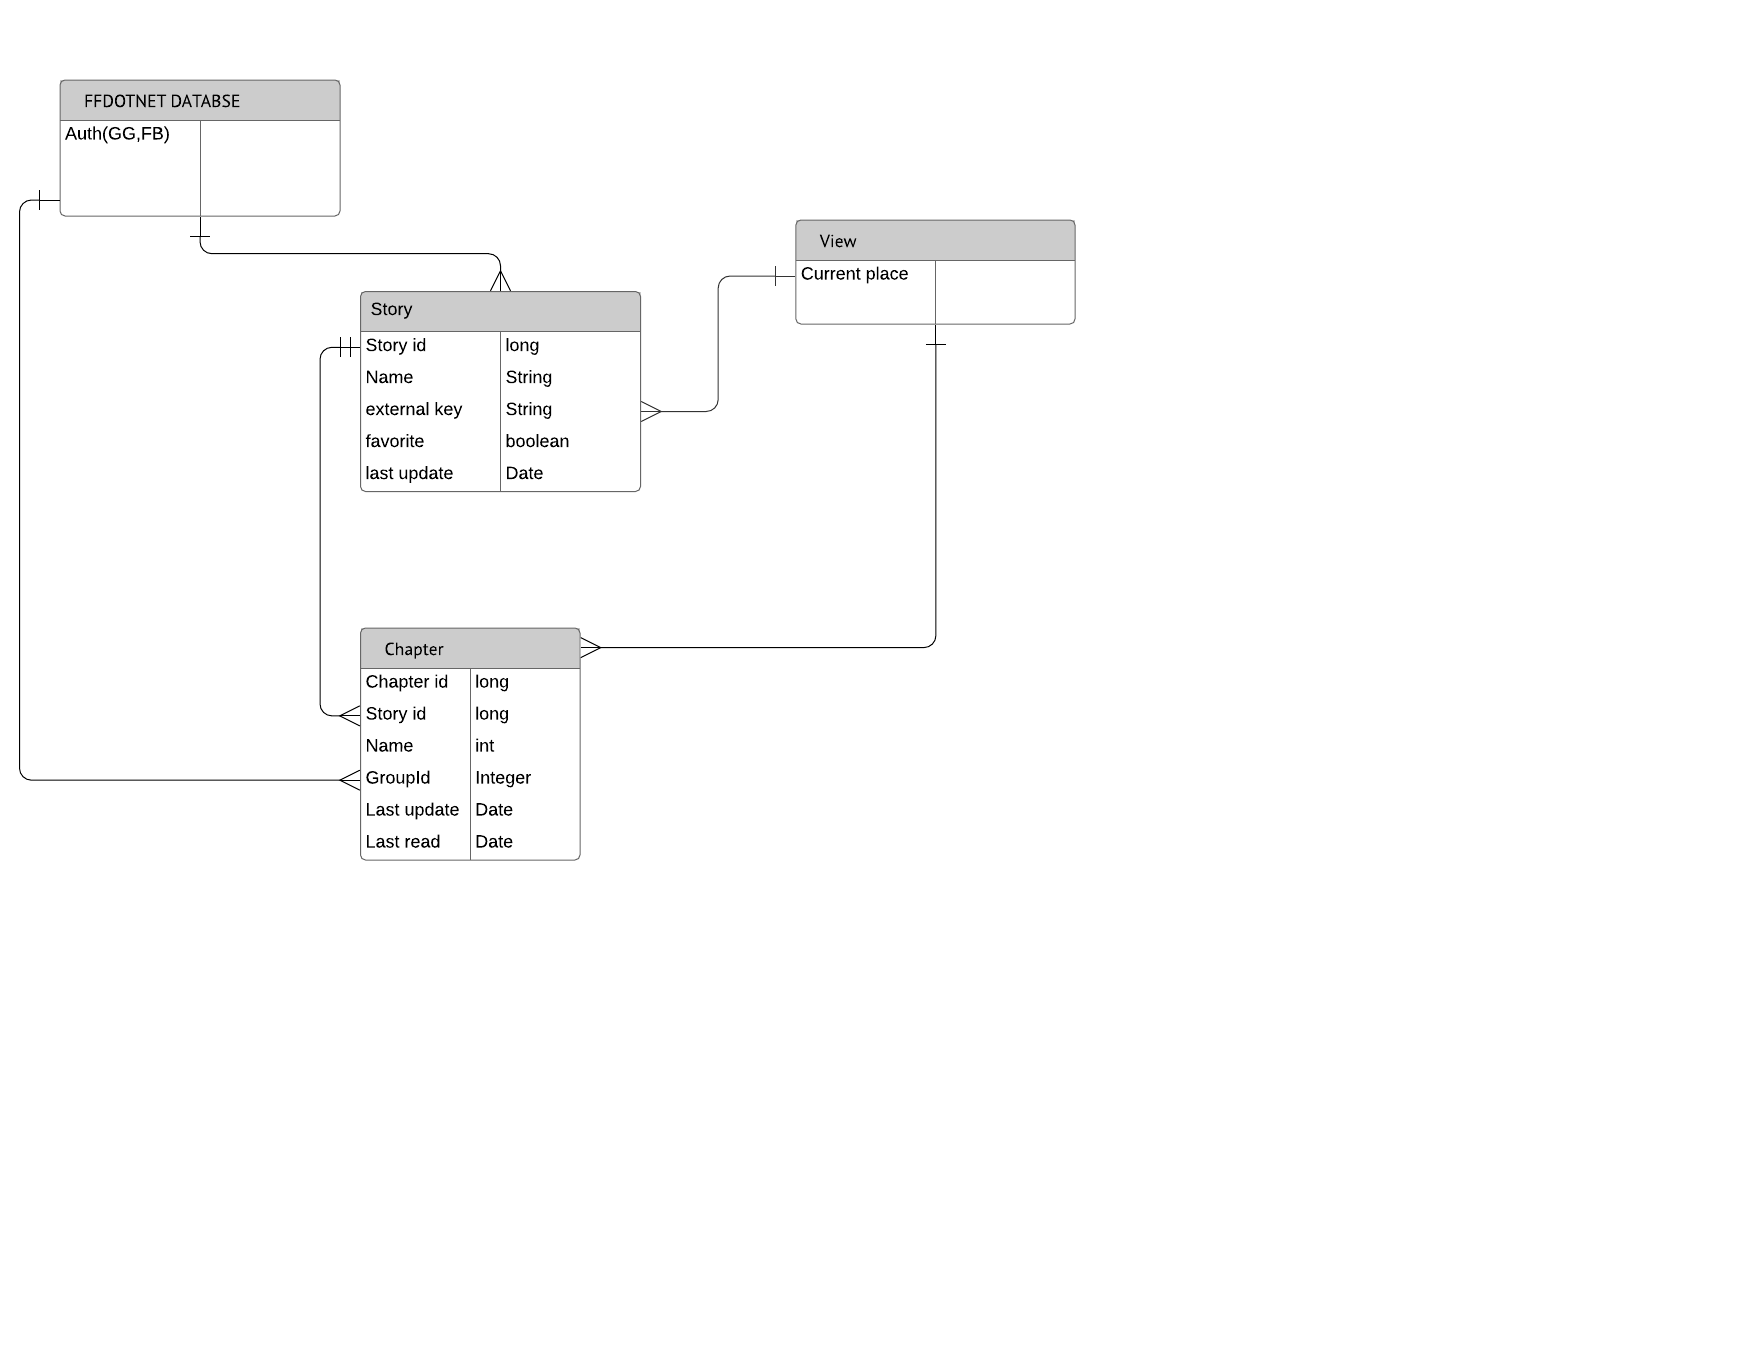 FFDOTNET DATABSE
Auth(GG,FB)
View
Current place
Story
Story id long
Name String
external key String
favorite boolean
last update Date
Chapter
Chapter id long
Story id long
Name int
GroupId Integer
Last update Date
Last read Date